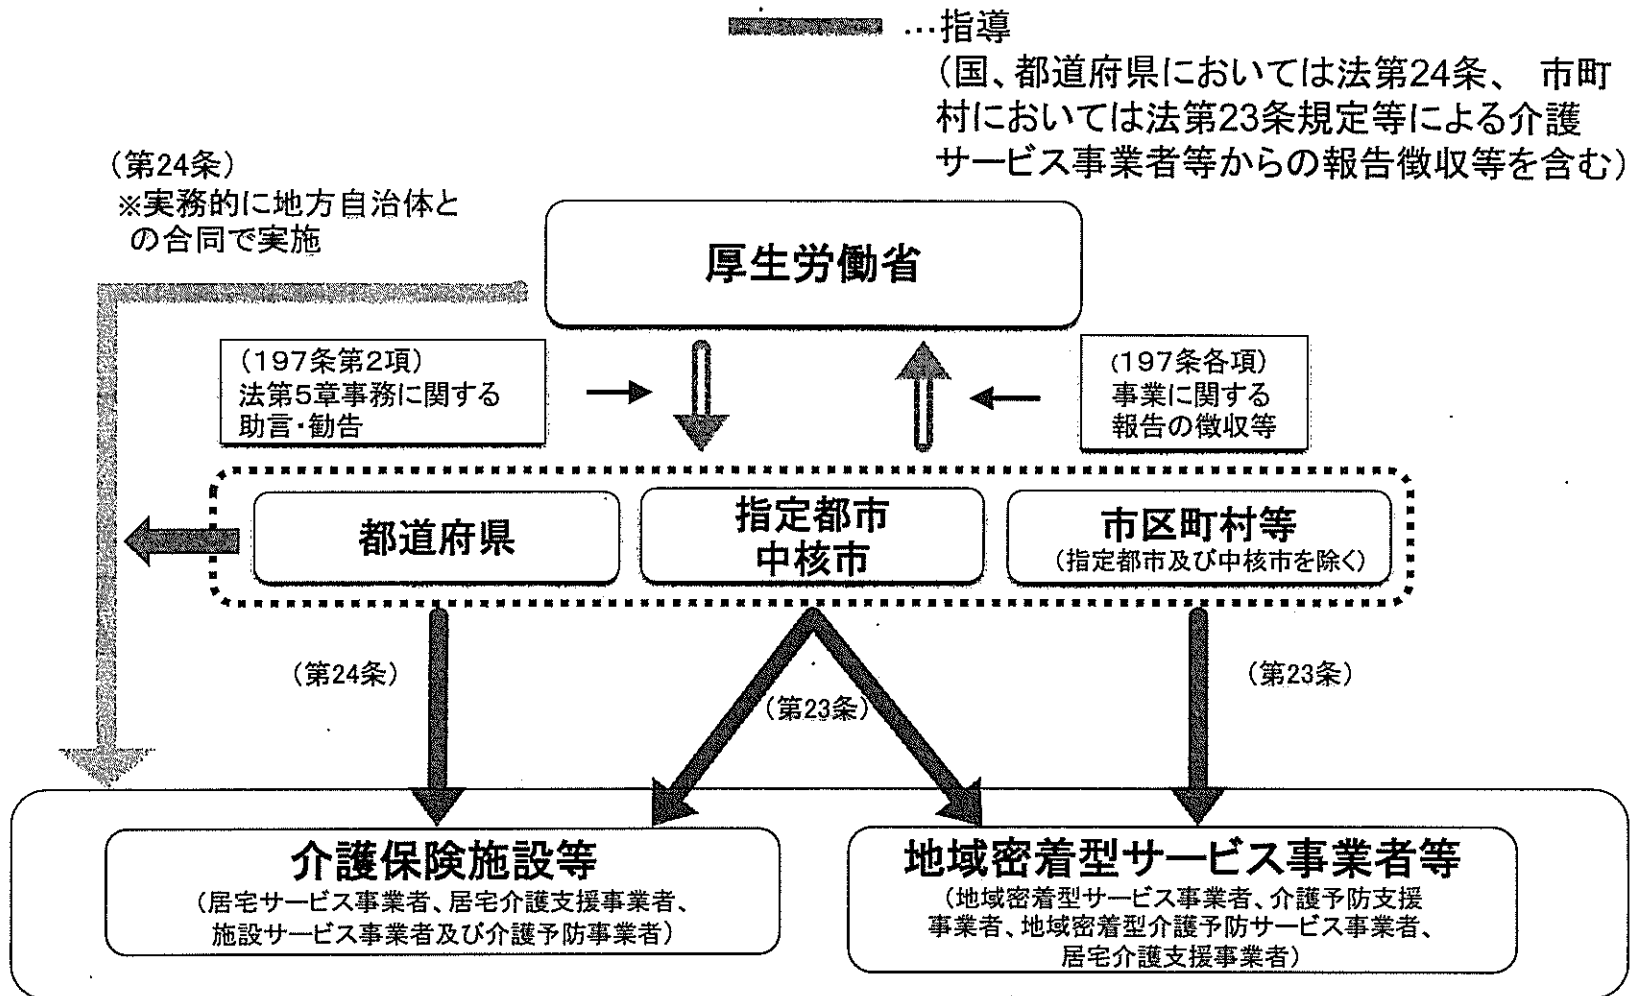 …指導
（国、都道府県においては法第24条、 市町
村においては法第23条規定等による介護
サービス事業者等からの報告徴収等を含む）
（第24条）
※実務的に地方自治体と
の合同で実施
厚生労働省
（197条第２項）
法第５章事務に関する
助言・勧告
（197条各項）
事業に関する
報告の徴収等
都道府県
指定都市
中核市
市区町村等
（指定都市及び中核市を除く）
（第24条）
（第23条）
（第23条）
介護保険施設等
（居宅サービス事業者、居宅介護支援事業者、
施設サービス事業者及び介護予防事業者）
地域密着型サービス事業者等
（地域密着型サービス事業者、介護予防支援
事業者、地域密着型介護予防サービス事業者、
居宅介護支援事業者）